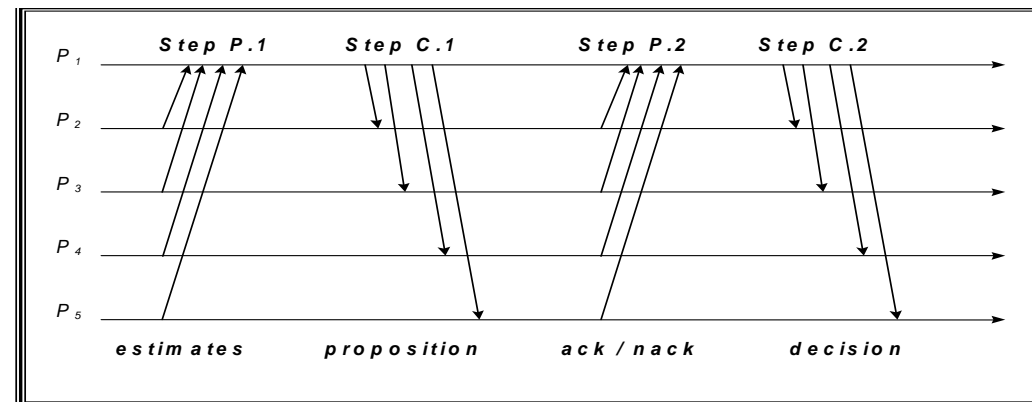 Step P.1 Step C.1 Step P.2 Step C.2
P1
P2
P3
P4
P5
estimates proposition ack/nack decision